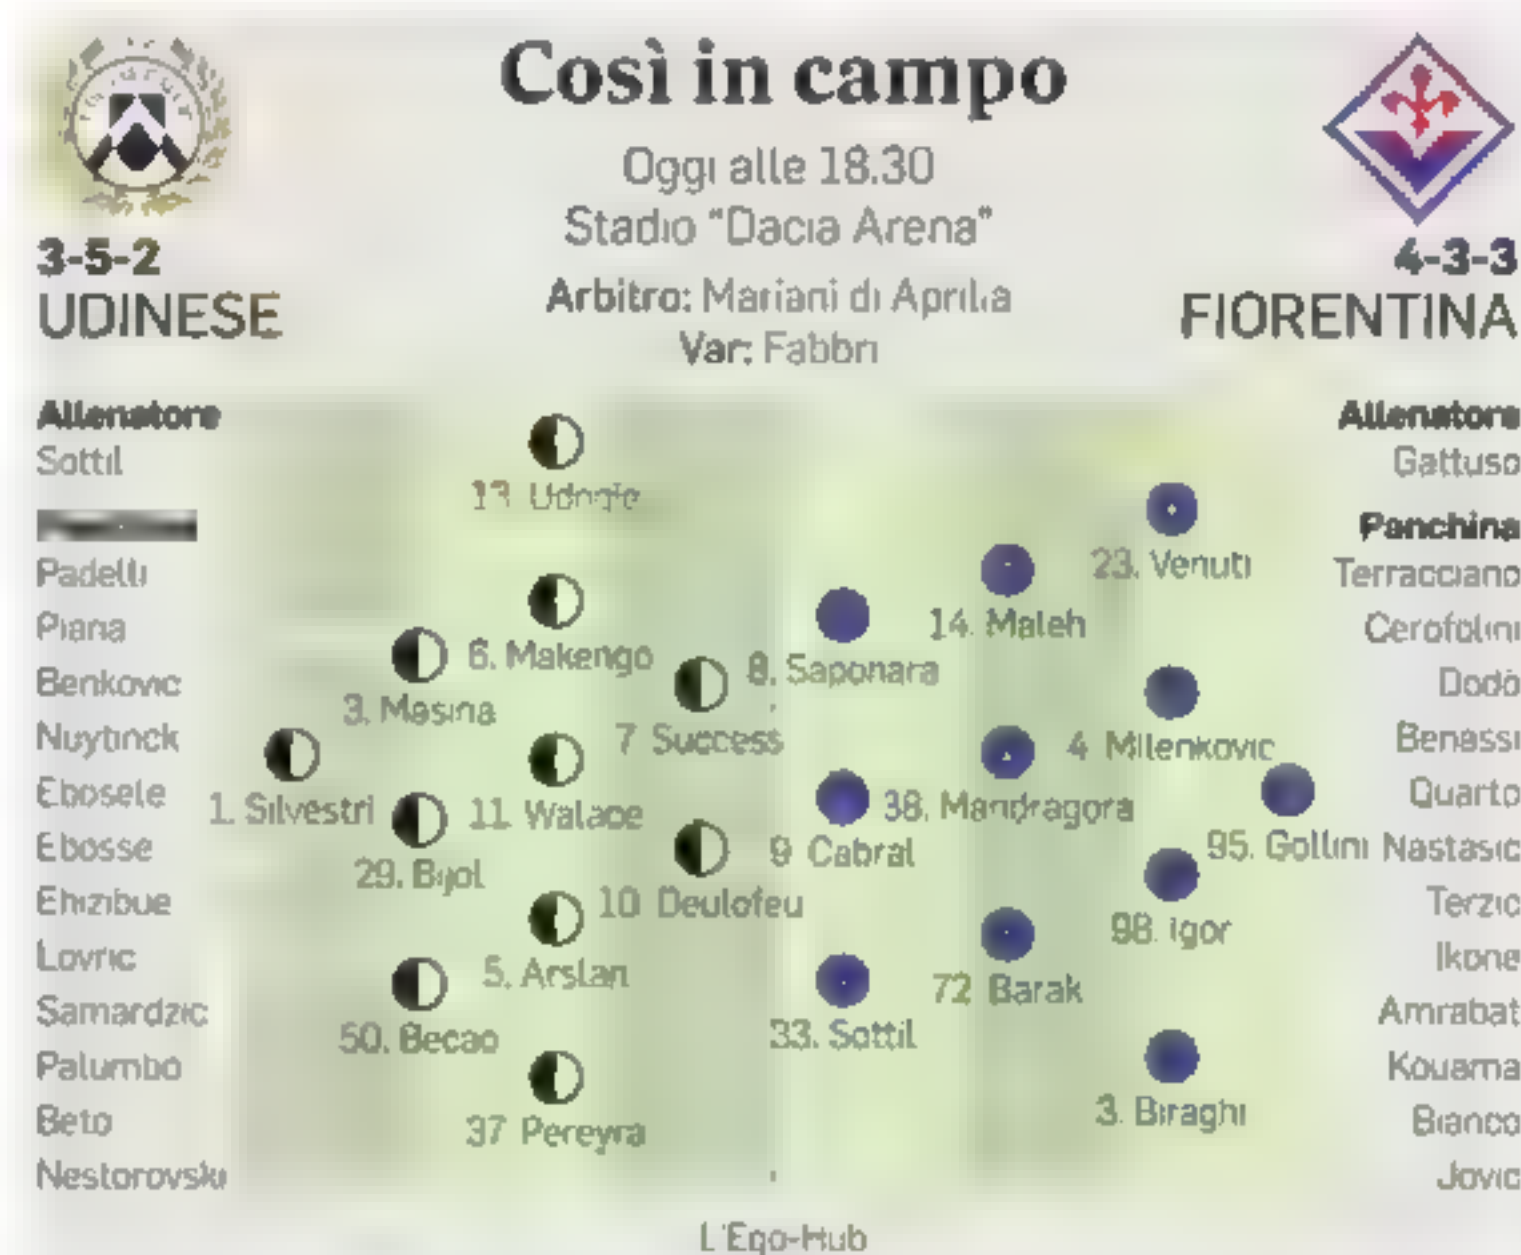 Così in campo
Oggi alle 18.30
Stadio "Dacia Arena"
Arbitro: Mariani di Aprilia
Var: Fabbri
3-5-2
UDINESE
4-3-3
FIORENTINA
Allenatore
Sottil
Padelli
Piana
Benkovic
Nuytinck
Ebosele
Ebosse
Ehizibue
Lovric
Samardzic
Palumbo
Beto
Nestorovski
13. Udogie
6. Makengo
3. Masina
7 Success
1. Silvestri
11 Walace
29. Bijol
10 Deulofeu
5. Arslan
50. Becao
37 Pereyra
23. Venuti
14. Maleh
8. Saponara
4 Milenkovic
38. Mandragora
9 Cabral
95. Gollini
98. Igor
72 Barak
33. Sottil
3. Biraghi
Allenatore
Gattuso
Panchina
Terracciano
Cerofolini
Dodò
Benassi
Quarto
Nastasic
Terzic
Ikone
Amrabat
Kouama
Bianco
Jovic
L'Ego-Hub